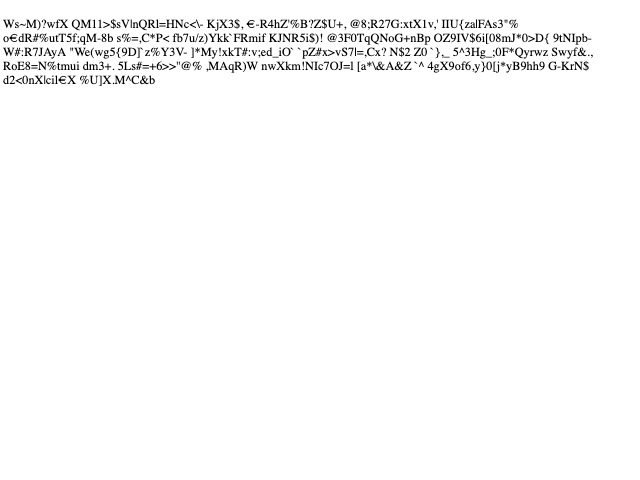 Ws~M)?wfX QM11>$sV|nQRl=HNc<\- KjX3$, €-R4hZ'%B?Z$U+, @8;R27G:xtX1v,' IIU{zalFAs3"%
o€dR#%utT5f;qM-8b s%=,C*P< fb7u/z)Ykk`FRmif KJNR5i$)! @3F0TqQNoG+nBp OZ9IV$6i[08mJ*0>D{ 9tNIpb-
W#:R7JAyA "We(wg5{9D]`z%Y3V- ]*My!xkT#:v;ed_iO` `pZ#x>vS7|=,Cx? N$2 Z0`},_ 5^3Hg_;0F*Qyrwz Swyf&.,
RoE8=N%tmui dm3+. 5Ls#=+6>>"@% ,MAqR)W nwXkm!NIc7OJ=l [a*\&A&Z`^ 4gX9of6,y}0[j*yB9hh9 G-KrN$
d2<0nX|cil€X %U]X.M^C&b